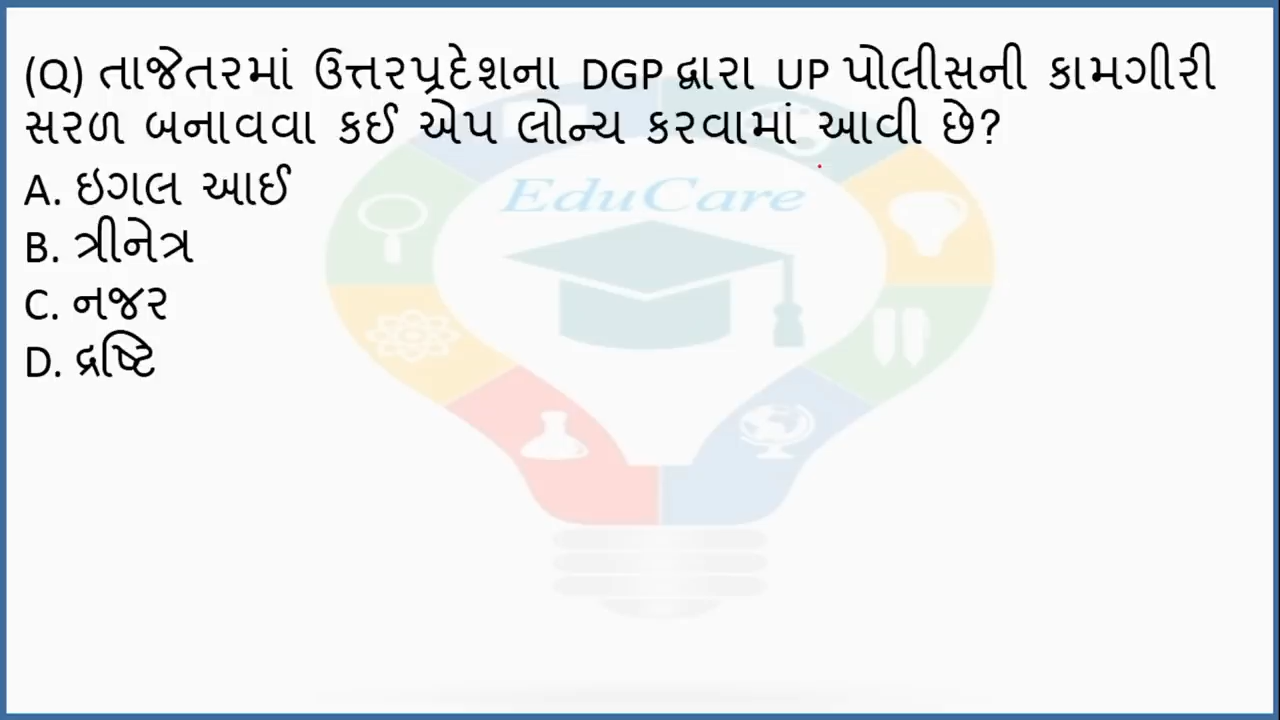 (Q) તાજેતરમાં ઉત્તરપ્રદેશના DGP દ્વારા UP પોલીસની કામગીરી
સરળ બનાવવા કઈ એપ લોન્ચ કરવામાં આવી છે?
A. ઇગલ આઈ
B. ત્રીનેત્ર
C. નજર
D. દ્રષ્ટિ
EduCare